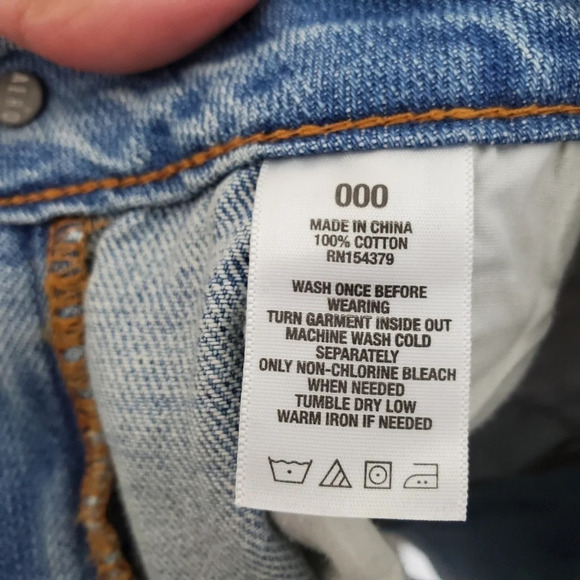 000
MADE IN CHINA
100% COTTON
RN154379
WASH ONCE BEFORE
WEARING
TURN GARMENT INSIDE OUT
MACHINE WASH COLD
SEPARATELY
ONLY NON-CHLORINE BLEACH
WHEN NEEDED
TUMBLE DRY LOW
WARM IRON IF NEEDED